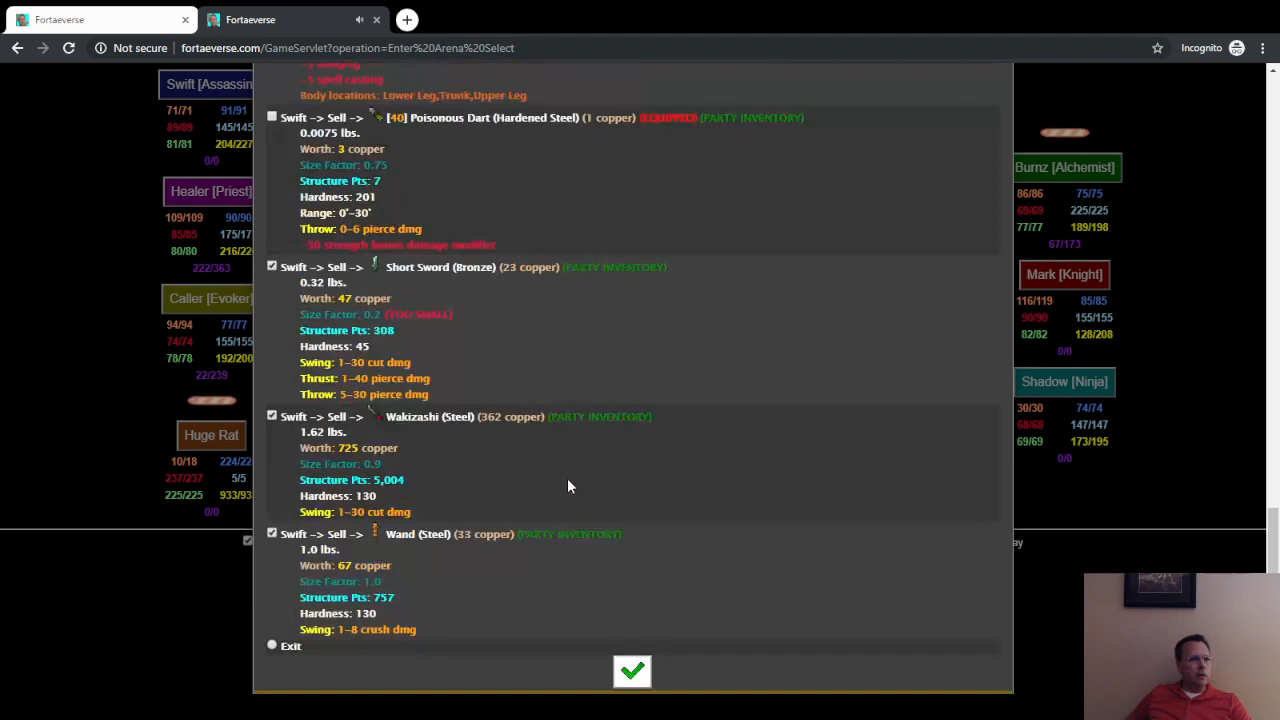 Fortaeverse
Fortaeverse
Not secure
fortaeverse.com/GameServlet?operation=Enter%20Arena%20Select
Incognito
-5 spell casting
Body locations: Lower Leg,Trunk,Upper Leg
Swift -> Sell -> [40] Poisonous Dart (Hardened Steel) (1 copper) (EQUIPPED) (PARTY INVENTORY)
0.0075 lbs.
Worth: 3 copper
Size Factor: 0.75
Structure Pts: 7
Hardness: 201
Range: 0'-30'
Throw: 0-6 pierce dmg
-50 strength bonus damage modifier
Swift -> Sell -> Short Sword (Bronze) (23 copper) (PARTY INVENTORY)
0.32 lbs.
Worth: 47 copper
Size Factor: 0.2 (TOO SMALL)
Structure Pts: 308
Hardness: 45
Swing: 1-30 cut dmg
Thrust: 1-40 pierce dmg
Throw: 5-30 pierce dmg
Swift -> Sell -> Wakizashi (Steel) (362 copper) (PARTY INVENTORY)
1.62 lbs.
Worth: 725 copper
Size Factor: 0.9
Structure Pts: 5,004
Hardness: 130
Swing: 1-30 cut dmg
Swift -> Sell -> Wand (Steel) (33 copper) (PARTY INVENTORY)
1.0 lbs.
Worth: 67 copper
Size Factor: 1.0
Structure Pts: 757
Hardness: 130
Swing: 1-8 crush dmg
Exit
Swift [Assassin
71/71 91/91
89/89 145/145
81/81 204/227
0/0
Healer [Priest]
109/109 90/90
85/85 175/17
80/80 216/22
222/363
Caller [Evoker]
94/94 77/77
74/74 155/155
78/78 192/200
22/239
Huge Rat
10/18 224/22
237/237 5/5
225/225 933/93
0/0
Burnz [Alchemist]
86/86 75/75
69/69 225/225
77/77 189/198
67/173
Mark [Knight]
116/119 85/85
90/90 155/155
82/82 128/208
0/0
Shadow [Ninja]
30/30 74/74
68/68 147/147
69/69 173/195
0/0
ay